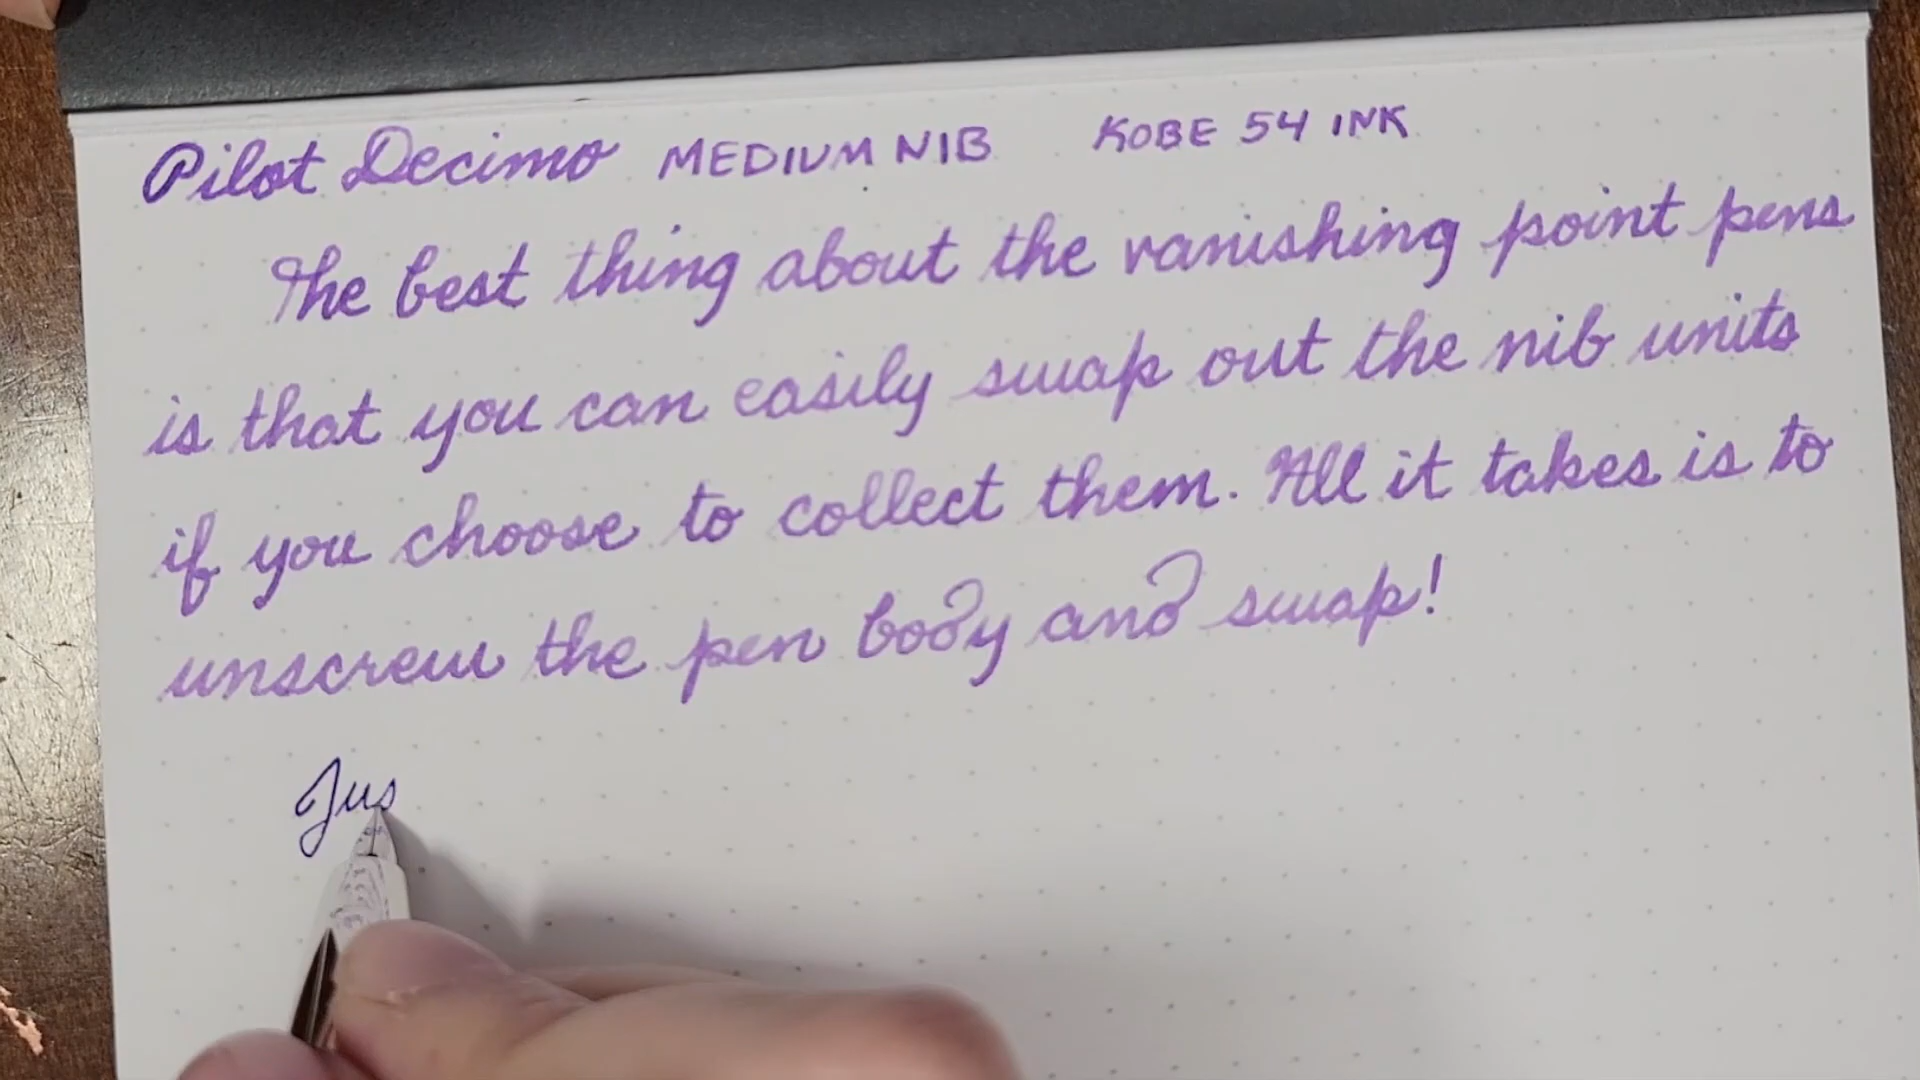 Pilot Decimo MEDIUM NIB KOBE 54 INK
The best thing about the vanishing point pens
is that you can easily swap out the nib units
if you choose to collect them. All it takes is to
unscrew the pen body and swap!
Jus